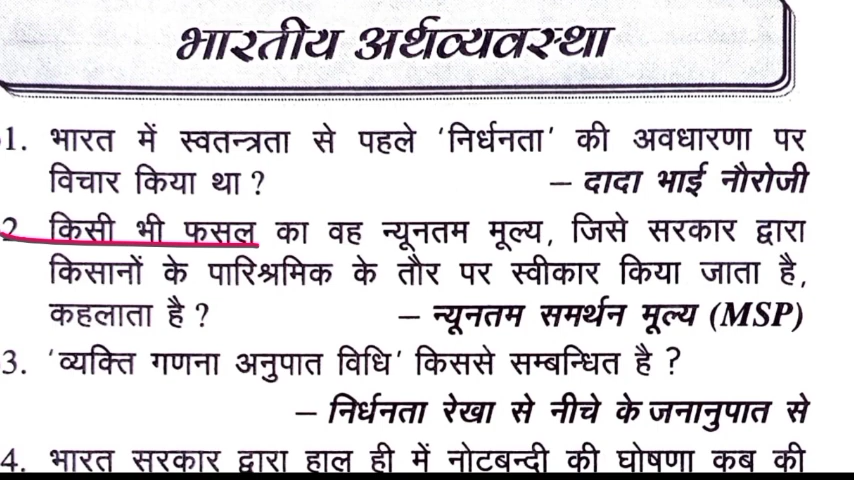 भारतीय अर्थव्यवस्था
1. भारत में स्वतन्त्रता से पहले 'निर्धनता' की अवधारणा पर
विचार किया था ? – दादा भाई नौरोजी
2 किसी भी फसल का वह न्यूनतम मूल्य, जिसे सरकार द्वारा
किसानों के पारिश्रमिक के तौर पर स्वीकार किया जाता है,
कहलाता है ? – न्यूनतम समर्थन मूल्य (MSP)
3. 'व्यक्ति गणना अनुपात विधि' किससे सम्बन्धित है ?
– निर्धनता रेखा से नीचे के जनानुपात से
4. भारत सरकार द्वारा हाल ही में नोटबन्दी की घोषणा कब की